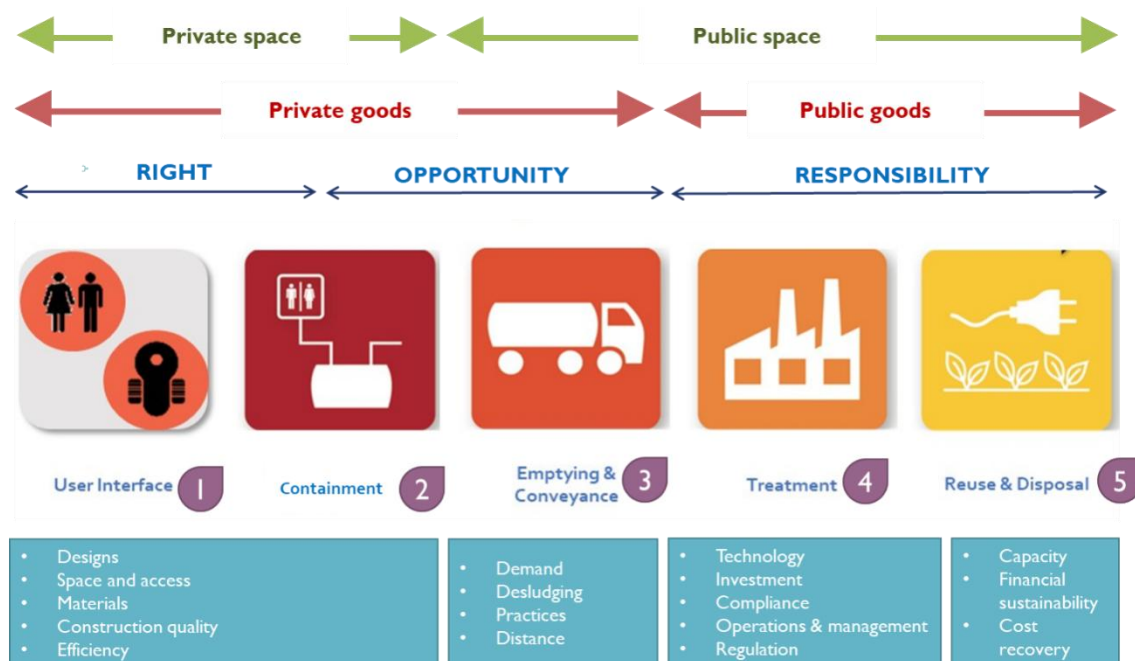 Private space
Public space
Private goods
Public goods
RIGHT
OPPORTUNITY
RESPONSIBILITY
User Interface 1
Containment 2
Emptying &
Conveyance 3
Treatment 4
Reuse & Disposal 5
• Designs
• Space and access
• Materials
• Construction quality
• Efficiency
• Demand
• Desludging
• Practices
• Distance
• Technology
• Investment
• Compliance
• Operations & management
• Regulation
• Capacity
• Financial
sustainability
• Cost
recovery